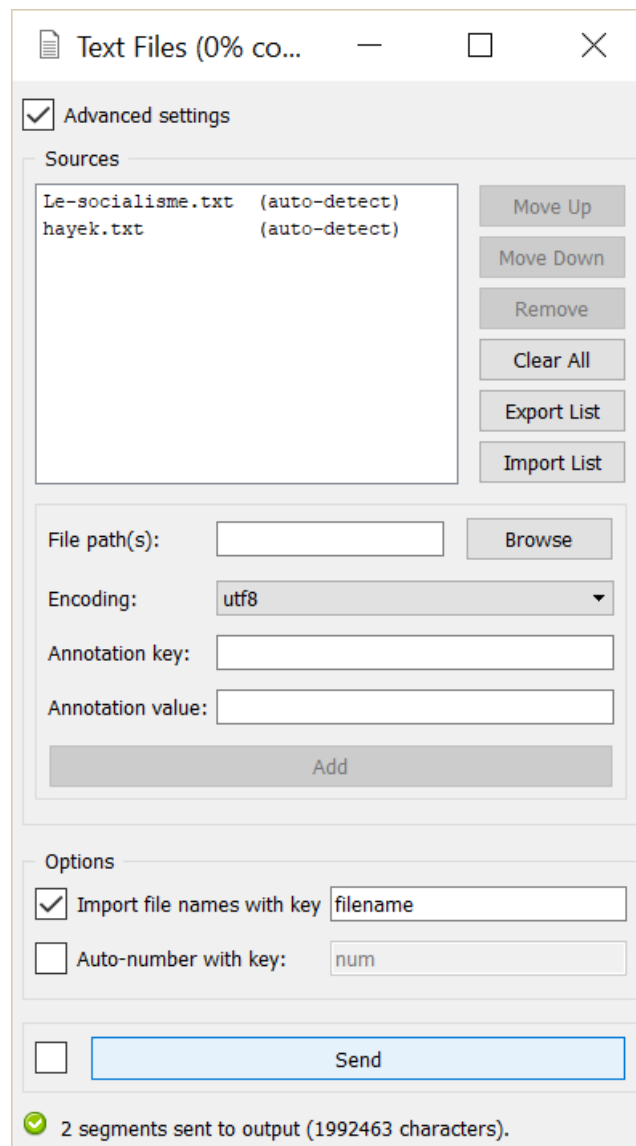 Text Files (0% co...
Advanced settings
Sources
Le-socialisme.txt (auto-detect)
hayek.txt (auto-detect)
Move Up
Move Down
Remove
Clear All
Export List
Import List
File path(s):
Browse
Encoding: utf8
Annotation key:
Annotation value:
Add
Options
Import file names with key filename
Auto-number with key: num
Send
2 segments sent to output (1992463 characters).